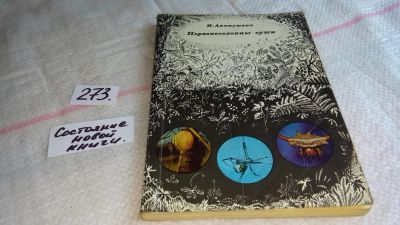 И. Акимушкин
Первопоселенцы суши
273.
Состояние
новой
книги.